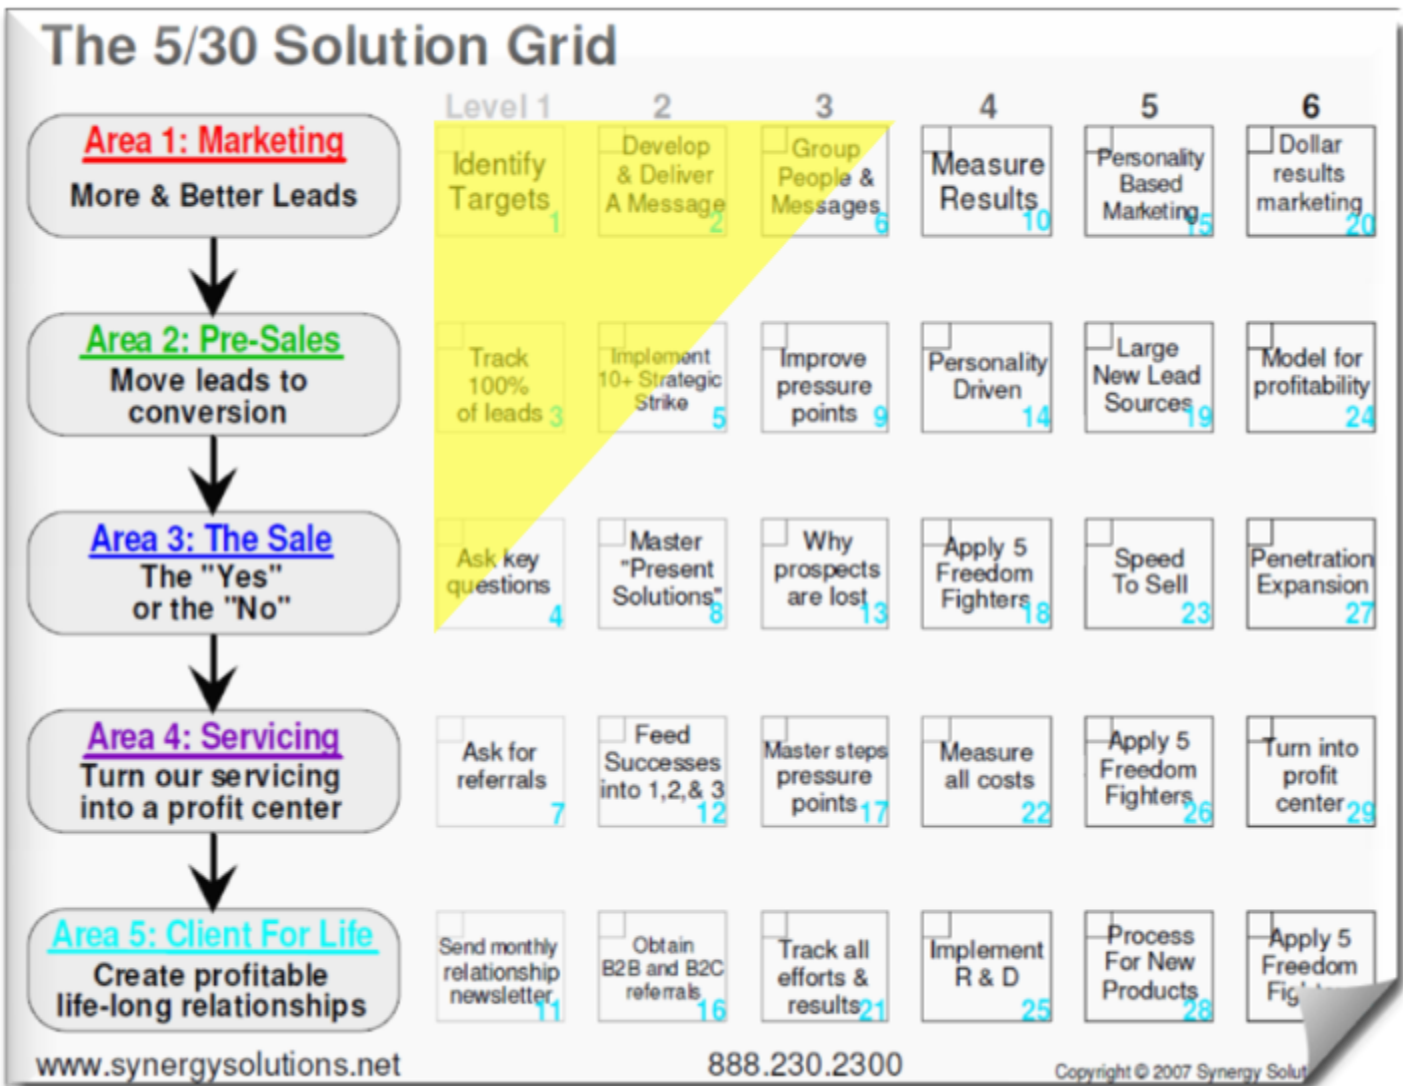 The 5/30 Solution Grid
Level 1 2 3 4 5 6
Area 1: Marketing
More & Better Leads
Identify
Targets
1
Develop
& Deliver
A Message
2
Group
People &
Messages
6
Measure
Results
10
Personality
Based
Marketing
15
Dollar
results
marketing
20
Area 2: Pre-Sales
Move leads to
conversion
Track
100%
of leads
3
Implement
10+ Strategic
Strike
5
Improve
pressure
points
9
Personality
Driven
14
Large
New Lead
Sources
19
Model for
profitability
24
Area 3: The Sale
The "Yes"
or the "No"
Ask key
questions
4
Master
"Present
Solutions"
8
Why
prospects
are lost
13
Apply 5
Freedom
Fighters
18
Speed
To Sell
23
Penetration
Expansion
27
Area 4: Servicing
Turn our servicing
into a profit center
Ask for
referrals
7
Feed
Successes
into 1,2,& 3
12
Master steps
pressure
points
17
Measure
all costs
22
Apply 5
Freedom
Fighters
26
Turn into
profit
center
29
Area 5: Client For Life
Create profitable
life-long relationships
Send monthly
relationship
newsletter
11
Obtain
B2B and B2C
referrals
16
Track all
efforts &
results
21
Implement
R & D
25
Process
For New
Products
28
Apply 5
Freedom
www.synergysolutions.net
888.230.2300
Copyright © 2007 Synergy Solut